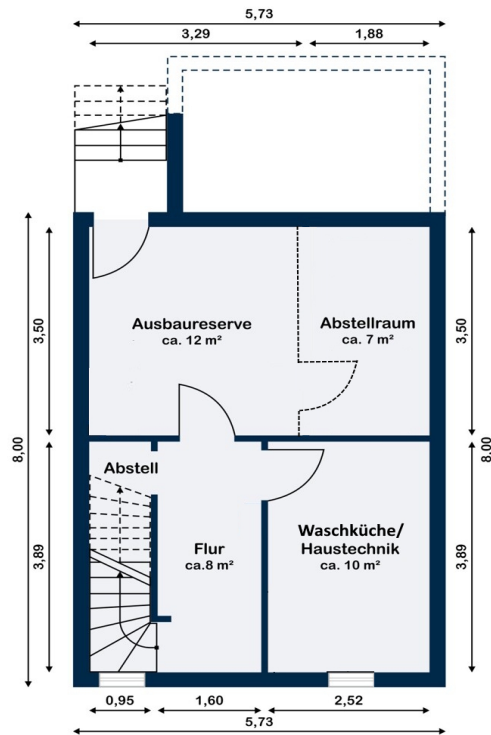 5,73
3,29
1,88
3,50
3,50
8,00
8,00
Ausbaureserve
ca. 12 m²
Abstellraum
ca. 7 m²
Abstell
3,89
3,89
Flur
ca.8 m²
Waschküche/
Haustechnik
ca. 10 m²
0,95
1,60
2,52
5,73